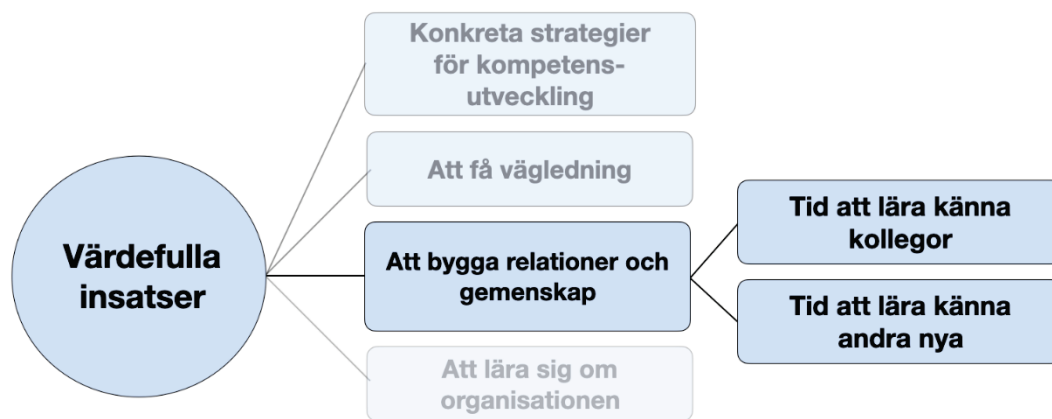 Värdefulla
insatser
Konkreta strategier
för kompetens-
utveckling
Att få vägledning
Att bygga relationer och
gemenskap
Att lära sig om
organisationen
Tid att lära känna
kollegor
Tid att lära känna
andra nya